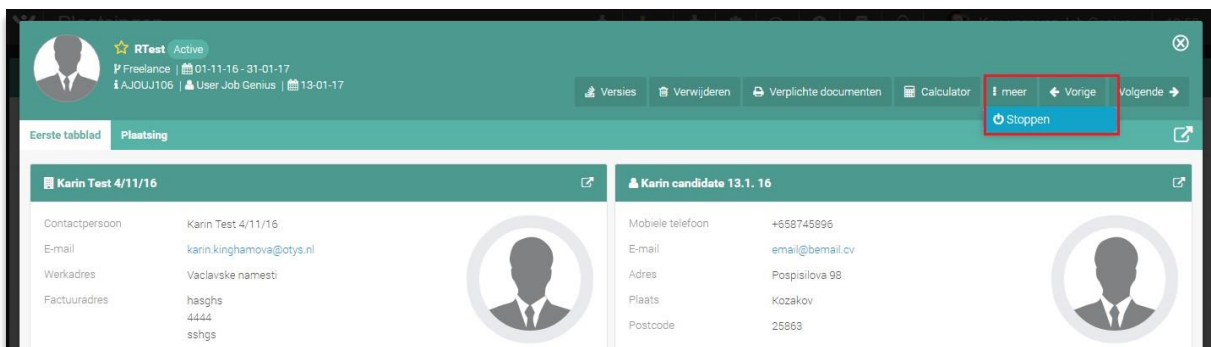 RTest Active
Freelance | 01-11-16 - 31-01-17
AJOUJ106 | User Job Genius | 13-01-17
Versies Verwijderen Verplichte documenten Calculator meer Vorige Volgende
Stoppen
Eerste tabblad Plaatsing
Karin Test 4/11/16
Contactpersoon Karin Test 4/11/16
E-mail karin.kinghamova@otys.nl
Werkadres Vaclavske namesti
Factuuradres hasghs
4444
sshgs
Karin candidate 13.1. 16
Mobiele telefoon +658745896
E-mail email@bemail.cv
Adres Pospisilova 98
Plaats Kozakov
Postcode 25863